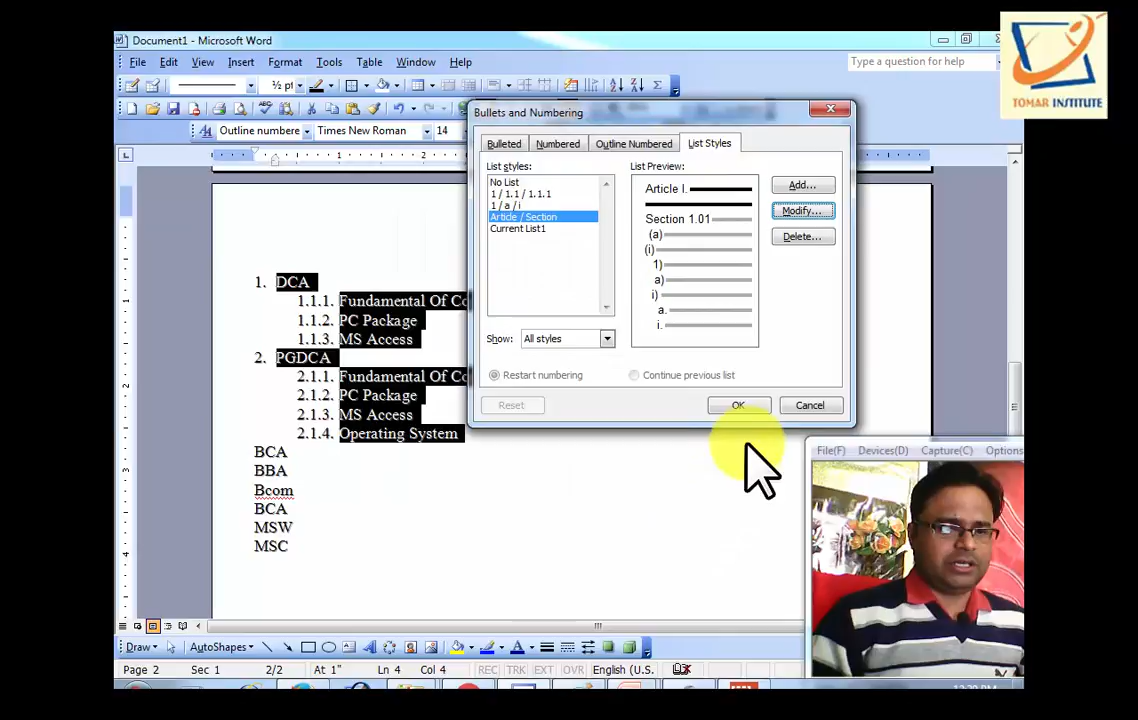 TOMAR INSTITUTE
Document1 - Microsoft Word
File Edit View Insert Format Tools Table Window Help
Type a question for help
½ pt
Outline numbere Times New Roman 14
Bullets and Numbering
Bulleted Numbered Outline Numbered List Styles
List styles:
No List
1 / 1.1 / 1.1.1
1 / a / i
Article / Section
Current List1
List Preview:
Article I.
Section 1.01
(a)
(i)
1)
a)
i)
a.
i.
Add...
Modify...
Delete...
Show: All styles
Restart numbering Continue previous list
Reset OK Cancel
1. DCA
1.1.1. Fundamental Of Co
1.1.2. PC Package
1.1.3. MS Access
2. PGDCA
2.1.1. Fundamental Of Co
2.1.2. PC Package
2.1.3. MS Access
2.1.4. Operating System
BCA
BBA
Bcom
BCA
MSW
MSC
File(F) Devices(D) Capture(C) Options
Draw AutoShapes
Page 2 Sec 1 2/2 At 1" Ln 4 Col 4 REC TRK EXT OVR English (U.S.